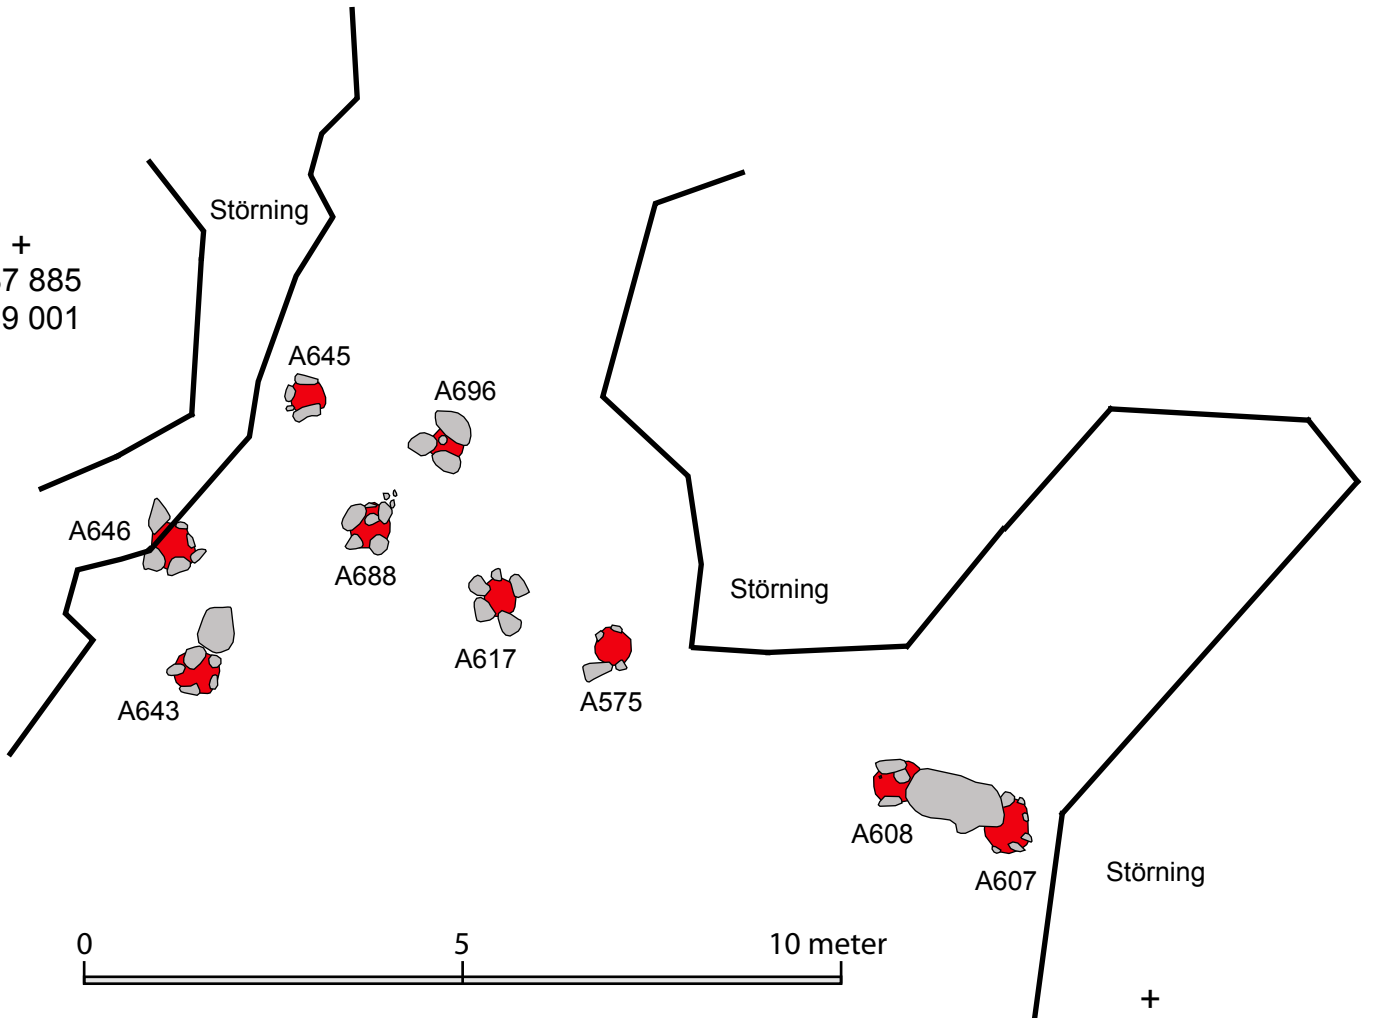 Störning
+
7 885
9 001
A645
A696
A646
A688
Störning
A617
A575
A643
A608
A607
Störning
0 5 10 meter
+